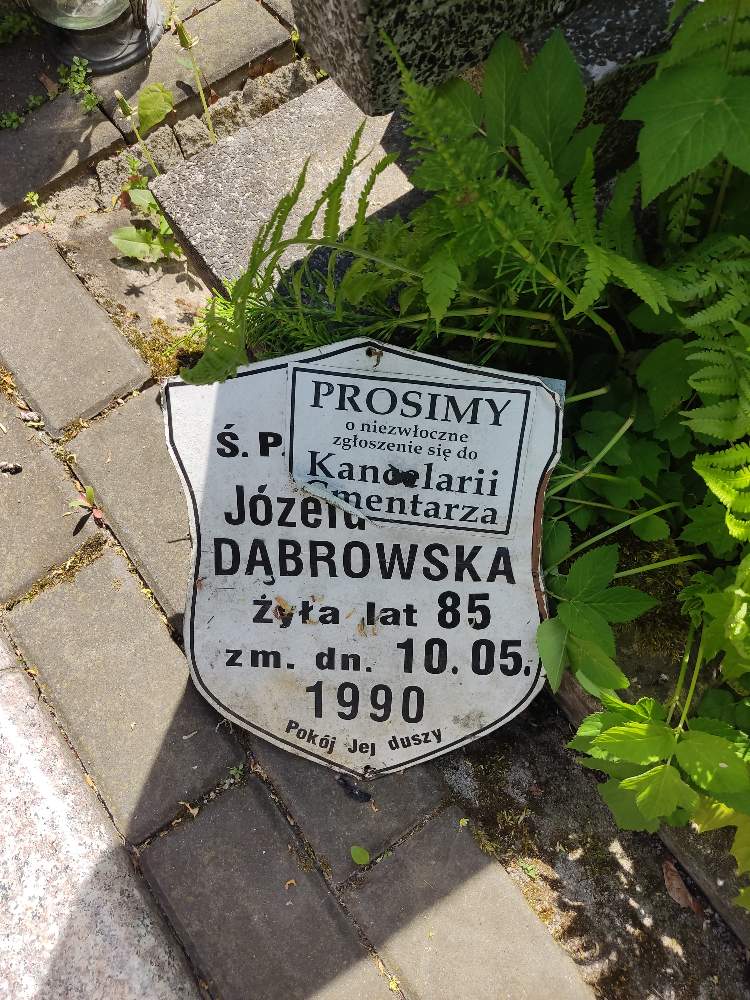 PROSIMY
o niezwłoczne
zgłoszenie się do
Kancelarii
Cmentarza
Ś.P.
Józefa
DĄBROWSKA
żyła lat 85
zm. dn. 10.05.
1990
Pokój Jej duszy